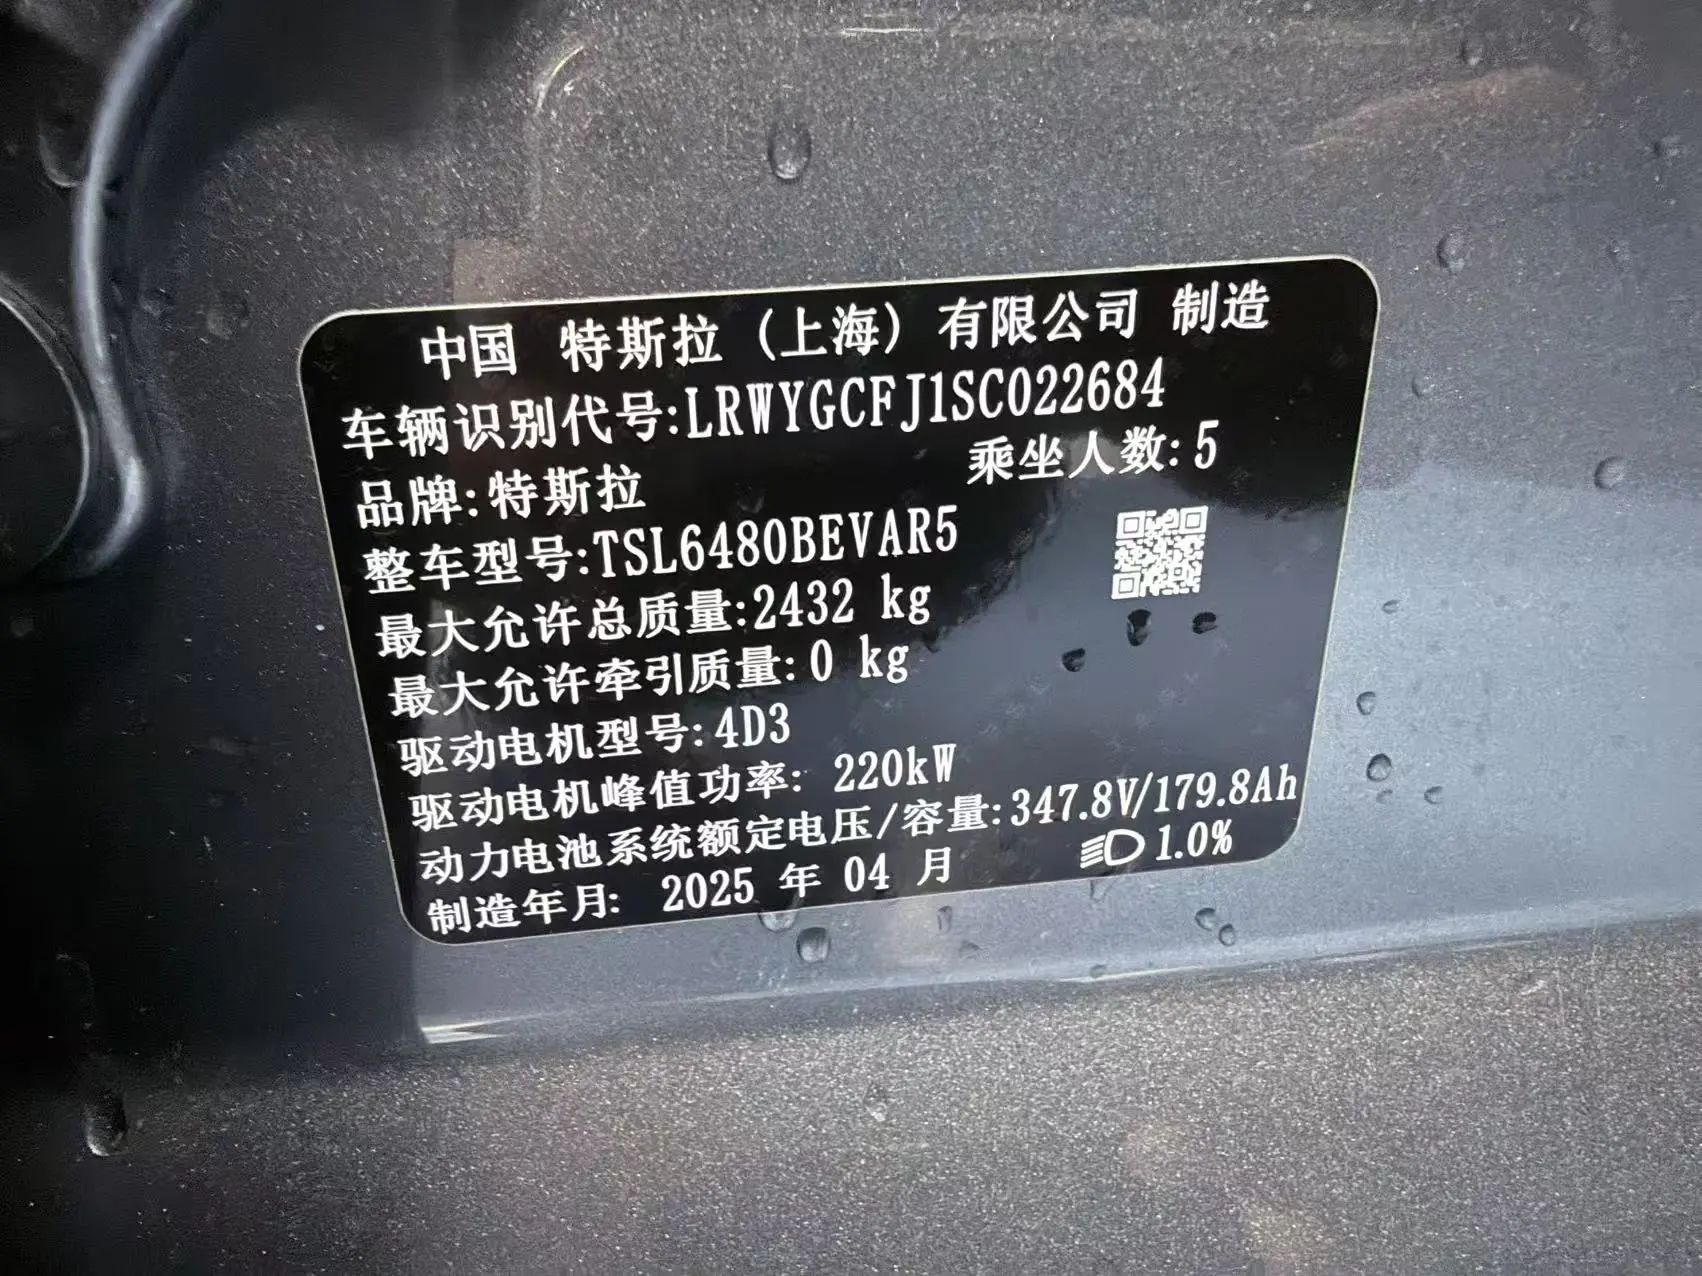 中国 特斯拉 (上海) 有限公司 制造
车辆识别代号:LRWYGCFJ1SC022684
品牌:特斯拉 乘坐人数:5
整车型号:TSL6480BEVAR5
最大允许总质量:2432 kg
最大允许牵引质量:0 kg
驱动电机型号:4D3
驱动电机峰值功率: 220kW
动力电池系统额定电压/容量:347.8V/179.8Ah
制造年月: 2025 年 04 月 1.0%